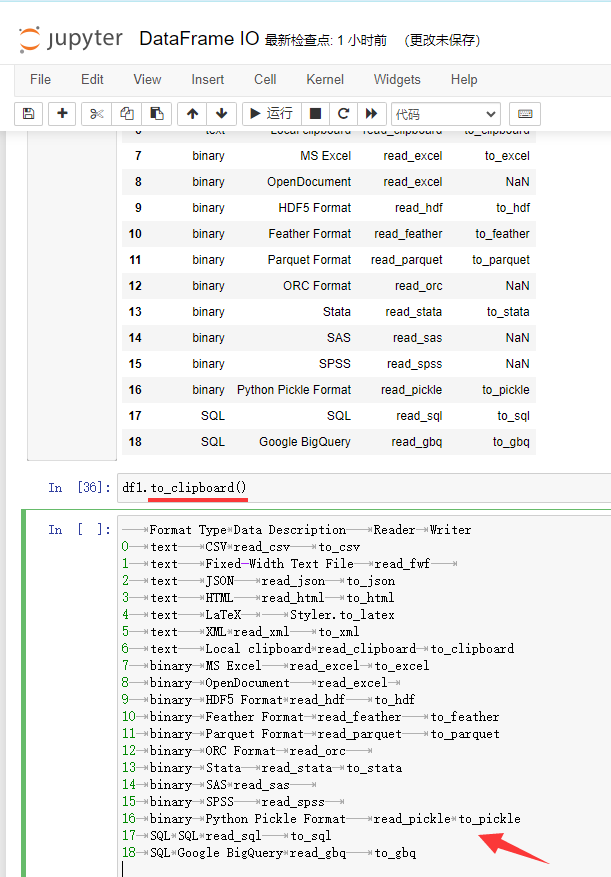 jupyter DataFrame IO 最新检查点: 1 小时前 (更改未保存)
File Edit View Insert Cell Kernel Widgets Help
运行 代码
6 text Local clipboard read_clipboard to_clipboard
7 binary MS Excel read_excel to_excel
8 binary OpenDocument read_excel NaN
9 binary HDF5 Format read_hdf to_hdf
10 binary Feather Format read_feather to_feather
11 binary Parquet Format read_parquet to_parquet
12 binary ORC Format read_orc NaN
13 binary Stata read_stata to_stata
14 binary SAS read_sas NaN
15 binary SPSS read_spss NaN
16 binary Python Pickle Format read_pickle to_pickle
17 SQL SQL read_sql to_sql
18 SQL Google BigQuery read_gbq to_gbq
In [36]: df1.to_clipboard()
In [ ]: Format Type Data Description Reader Writer
0 text CSV read_csv to_csv
1 text Fixed-Width Text File read_fwf
2 text JSON read_json to_json
3 text HTML read_html to_html
4 text LaTeX Styler.to_latex
5 text XML read_xml to_xml
6 text Local clipboard read_clipboard to_clipboard
7 binary MS Excel read_excel to_excel
8 binary OpenDocument read_excel
9 binary HDF5 Format read_hdf to_hdf
10 binary Feather Format read_feather to_feather
11 binary Parquet Format read_parquet to_parquet
12 binary ORC Format read_orc
13 binary Stata read_stata to_stata
14 binary SAS read_sas
15 binary SPSS read_spss
16 binary Python Pickle Format read_pickle to_pickle
17 SQL SQL read_sql to_sql
18 SQL Google BigQuery read_gbq to_gbq